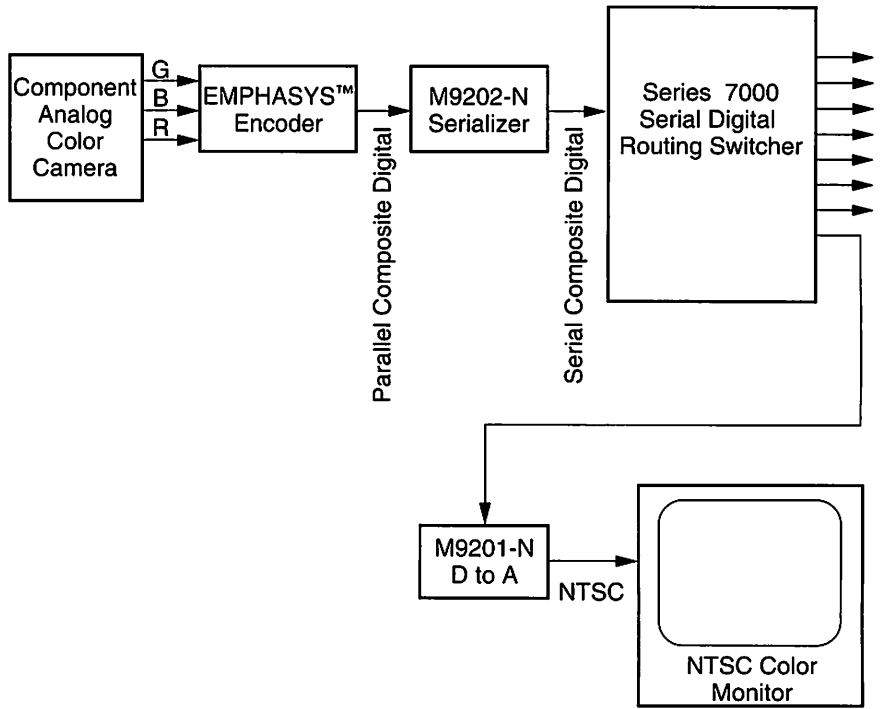 Component
Analog
Color
Camera
G
B
R
EMPHASYS™
Encoder
Parallel Composite Digital
M9202-N
Serializer
Serial Composite Digital
Series 7000
Serial Digital
Routing Switcher
M9201-N
D to A
NTSC
NTSC Color
Monitor